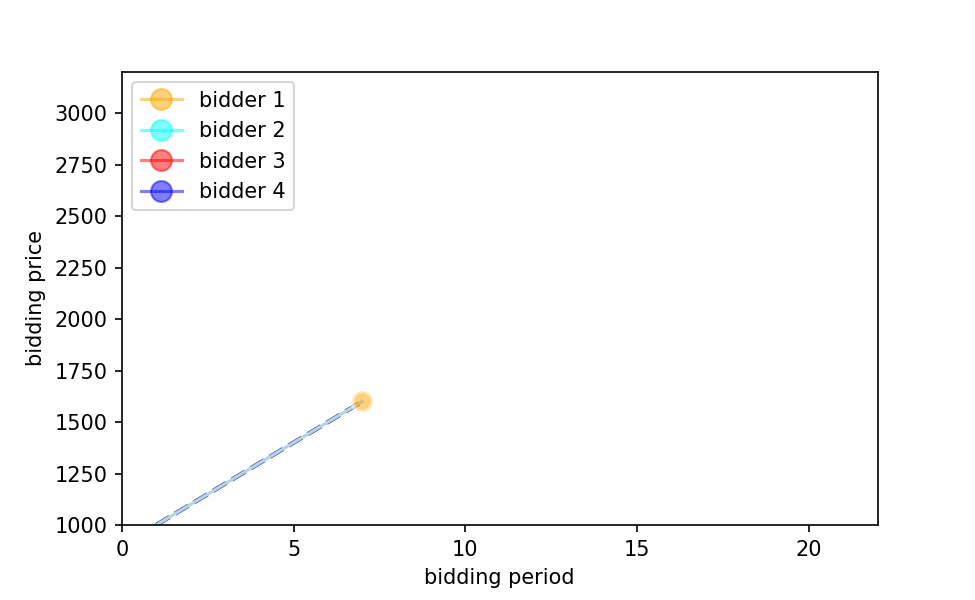 bidder 1
bidder 2
bidder 3
bidder 4
3000
2750
2500
2250
2000
1750
1500
1250
1000
bidding price
0 5 10 15 20
bidding period